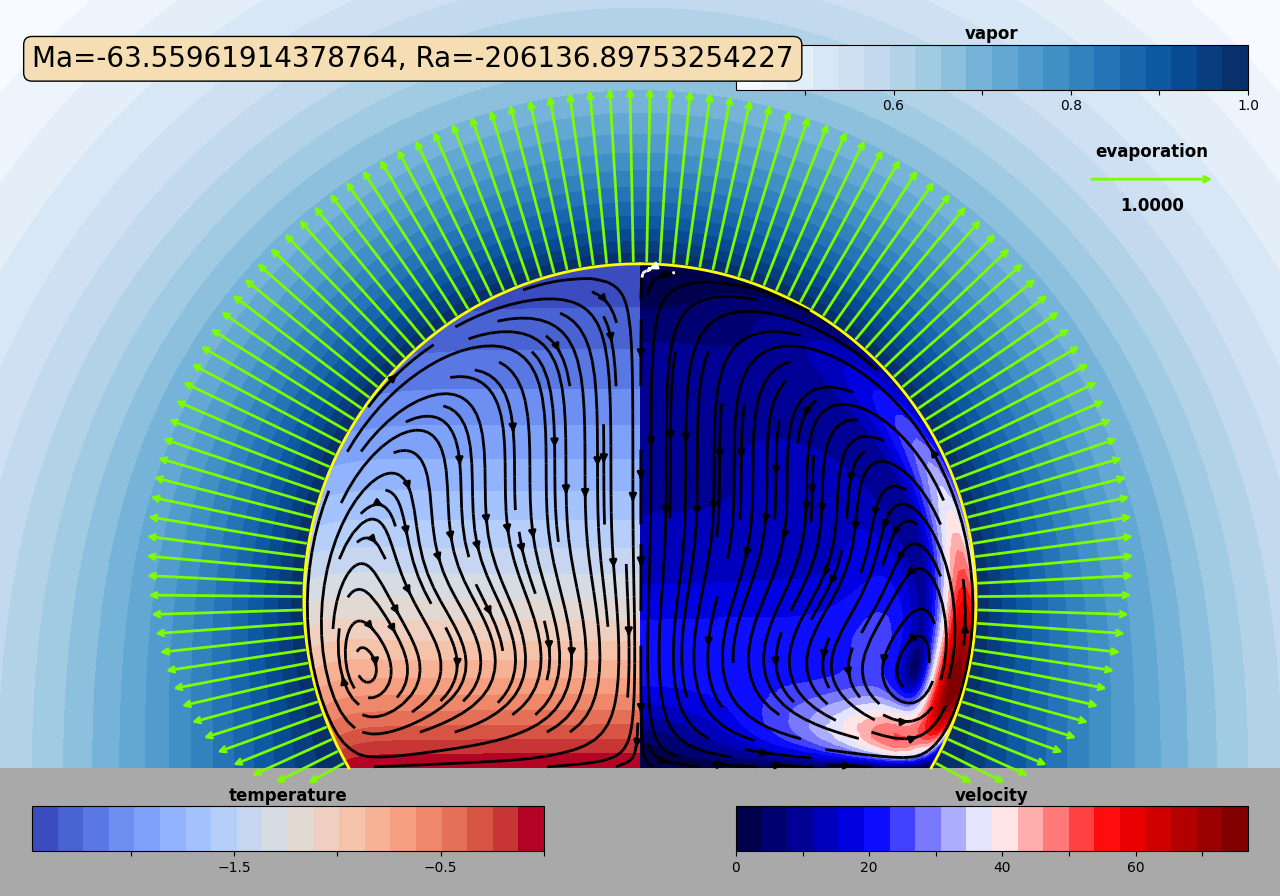 vapor
Ma=-63.55961914378764, Ra=-206136.89753254227
0.6 0.8 1.0
evaporation
1.0000
temperature velocity
−1.5 −0.5 0 20 40 60